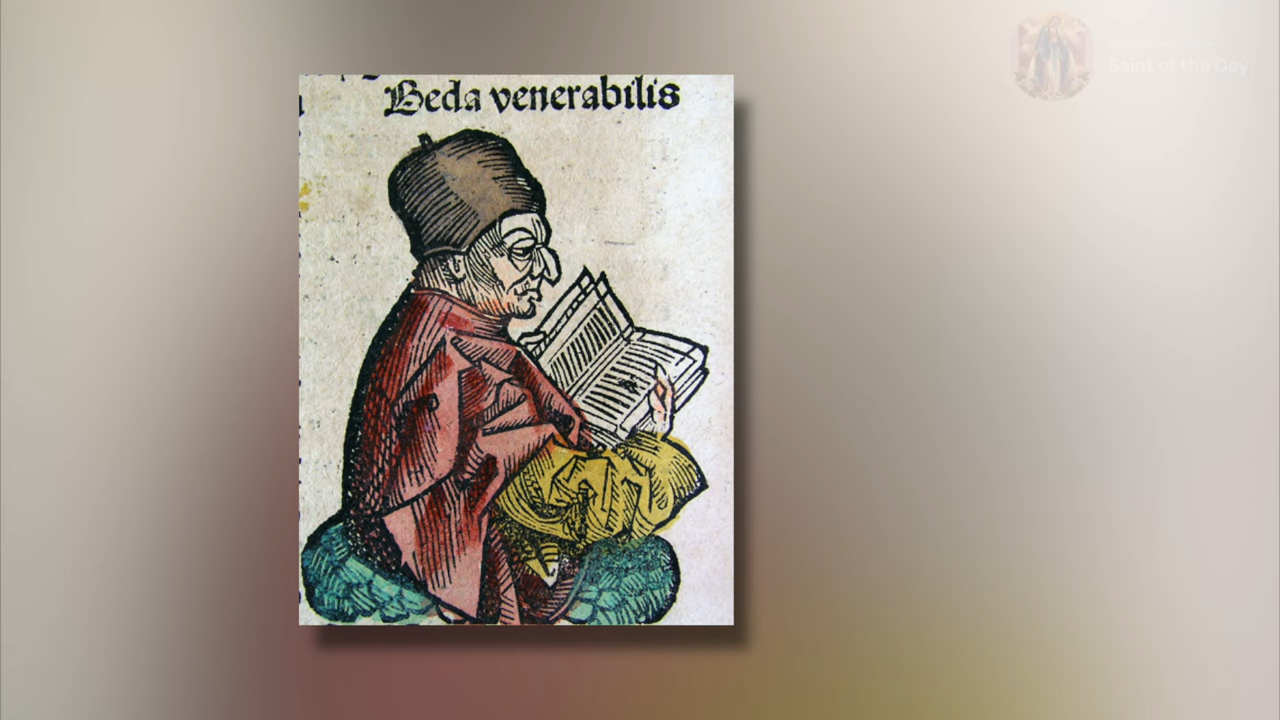 Beda venerabilis
Saint of the Day